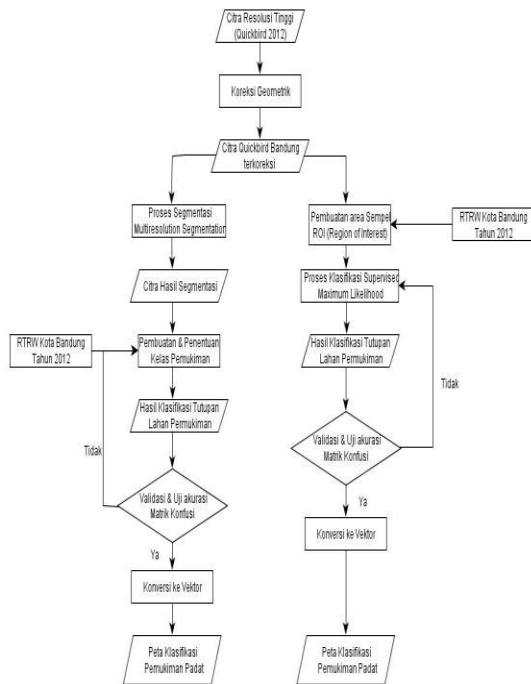 Citra Resolusi Tinggi
(Quickbird 2012)
Koreksi Geometrik
Citra Quickbird Bandung
terkoreksi
Proses Segmentasi
Multiresolution Segmentation
Citra Hasil Segmentasi
RTRW Kota Bandung
Tahun 2012
Pembuatan & Penentuan
Kelas Pemukiman
Hasil Klasifikasi Tutupan
Lahan Permukiman
Tidak
Validasi & Uji akurasi
Matrik Konfusi
Ya
Konversi ke Vektor
Peta Klasifikasi
Pemukiman Padat
Pembuatan area Sempel
ROI (Region of Interest)
RTRW Kota Bandung
Tahun 2012
Proses Klasifikasi Supervised
Maximum Likelihood
Hasil Klasifikasi Tutupan
Lahan Permukiman
Tidak
Validasi & Uji akurasi
Matrik Konfusi
Ya
Konversi ke Vektor
Peta Klasifikasi
Pemukiman Padat